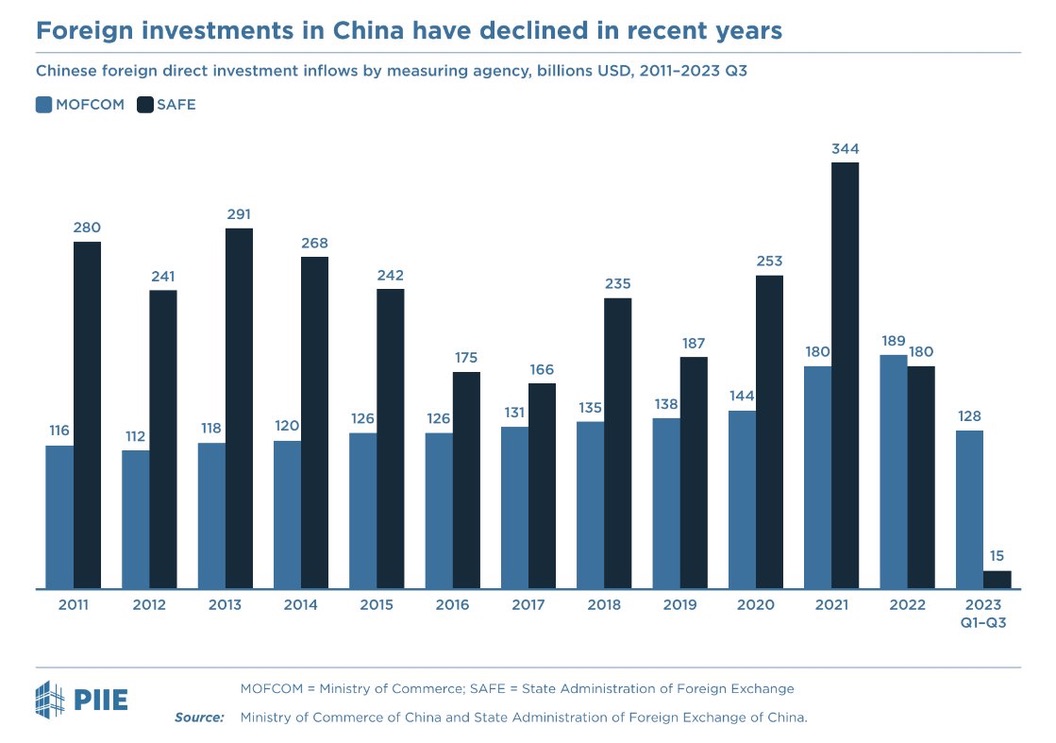 Foreign investments in China have declined in recent years
Chinese foreign direct investment inflows by measuring agency, billions USD, 2011–2023 Q3
MOFCOM SAFE
116 280
112 241
118 291
120 268
126 242
126 175
131 166
135 235
138 187
144 253
180 344
189 180
128 15
2011 2012 2013 2014 2015 2016 2017 2018 2019 2020 2021 2022 2023
Q1–Q3
PIIE
MOFCOM = Ministry of Commerce; SAFE = State Administration of Foreign Exchange
Source: Ministry of Commerce of China and State Administration of Foreign Exchange of China.